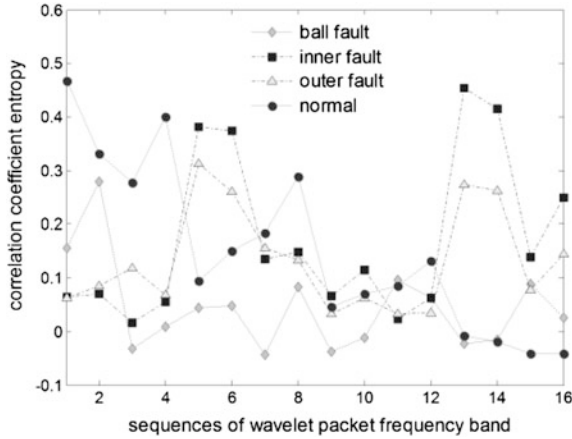 0.6
0.5
0.4
0.3
0.2
0.1
0
-0.1
correlation coefficient entropy
ball fault
inner fault
outer fault
normal
2 4 6 8 10 12 14 16
sequences of wavelet packet frequency band